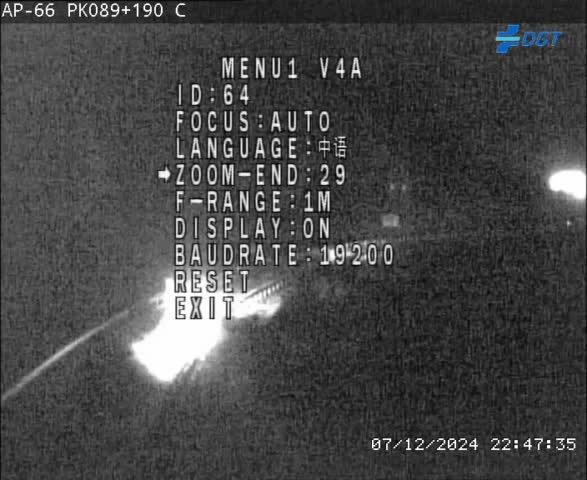 AP-66 PK089+190 C
DGT
MENU1 V4A
ID:64
FOCUS:AUTO
LANGUAGE:中语
ZOOM-END:29
F-RANGE:1M
DISPLAY:ON
BAUDRATE:19200
RESET
EXIT
07/12/2024 22:47:35